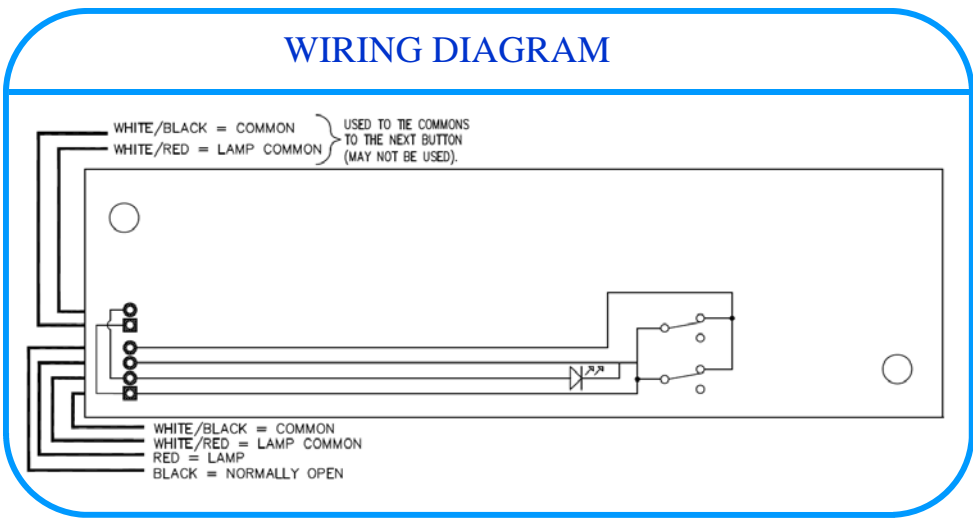 WIRING DIAGRAM
WHITE/BLACK = COMMON
WHITE/RED = LAMP COMMON
USED TO TIE COMMONS
TO THE NEXT BUTTON
(MAY NOT BE USED).
WHITE/BLACK = COMMON
WHITE/RED = LAMP COMMON
RED = LAMP
BLACK = NORMALLY OPEN